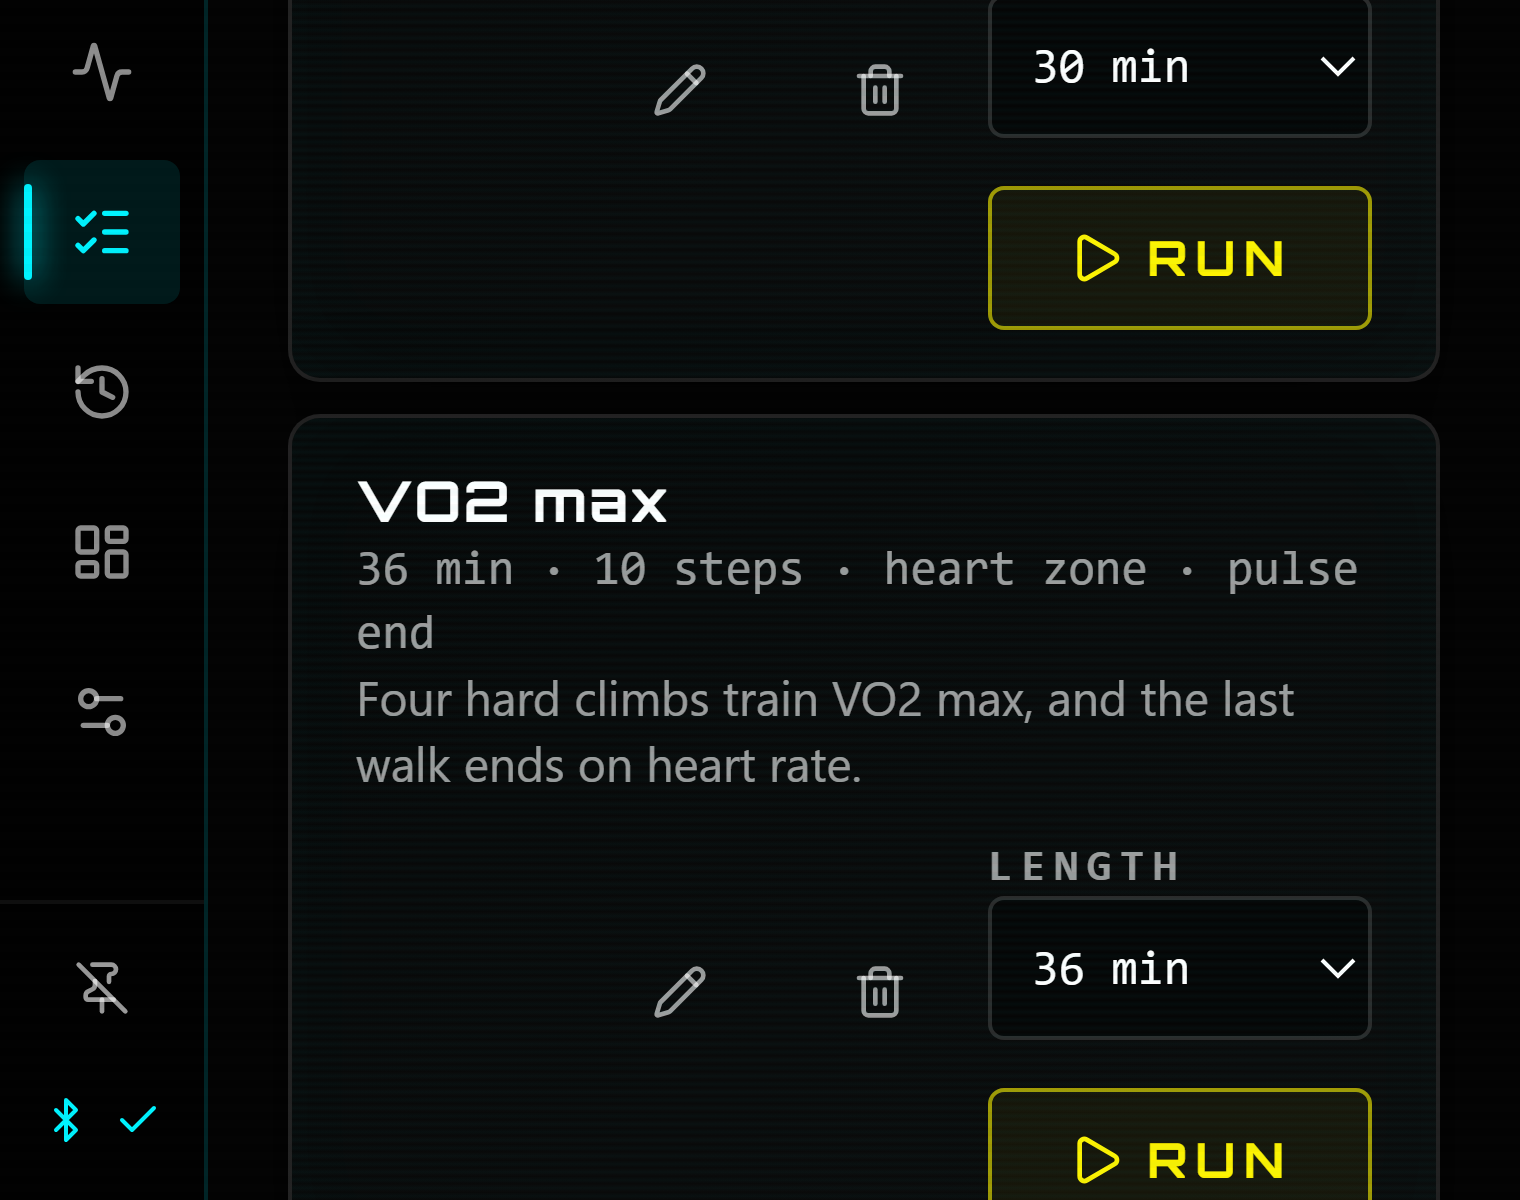 30 min
RUN
VO2 max
36 min · 10 steps · heart zone · pulse
end
Four hard climbs train VO2 max, and the last
walk ends on heart rate.
LENGTH
36 min
RUN